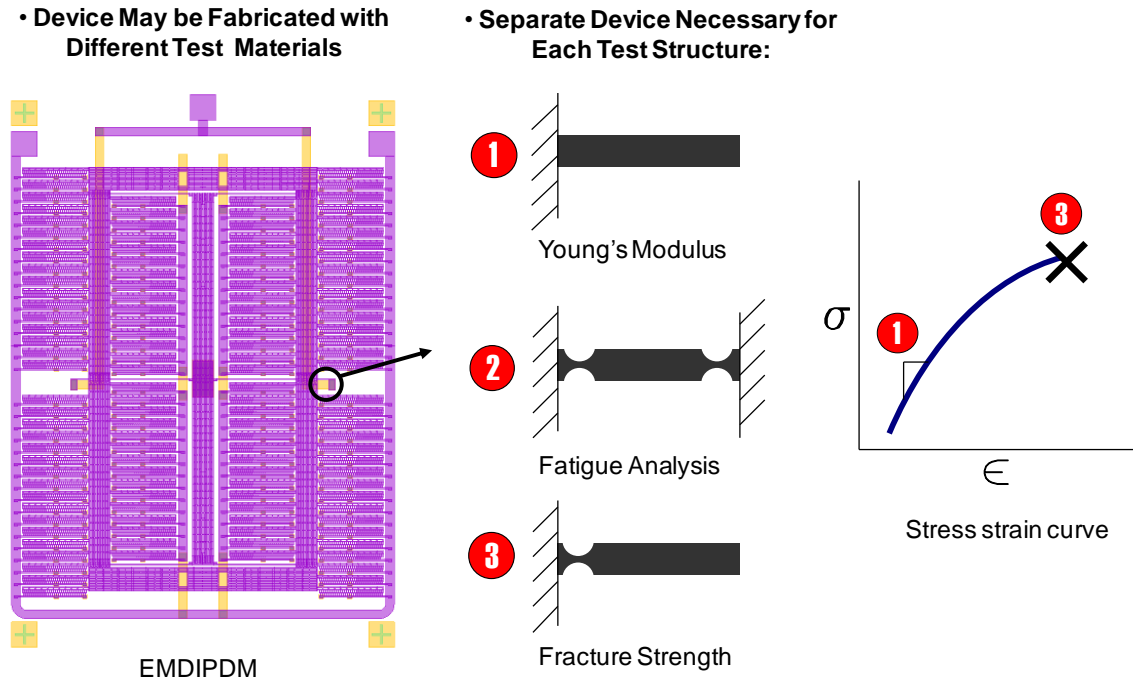 • Device May be Fabricated with
Different Test Materials
EMDIPDM
• Separate Device Necessary for
Each Test Structure:
1
Young's Modulus
2
Fatigue Analysis
3
Fracture Strength
3
σ
1
∈
Stress strain curve